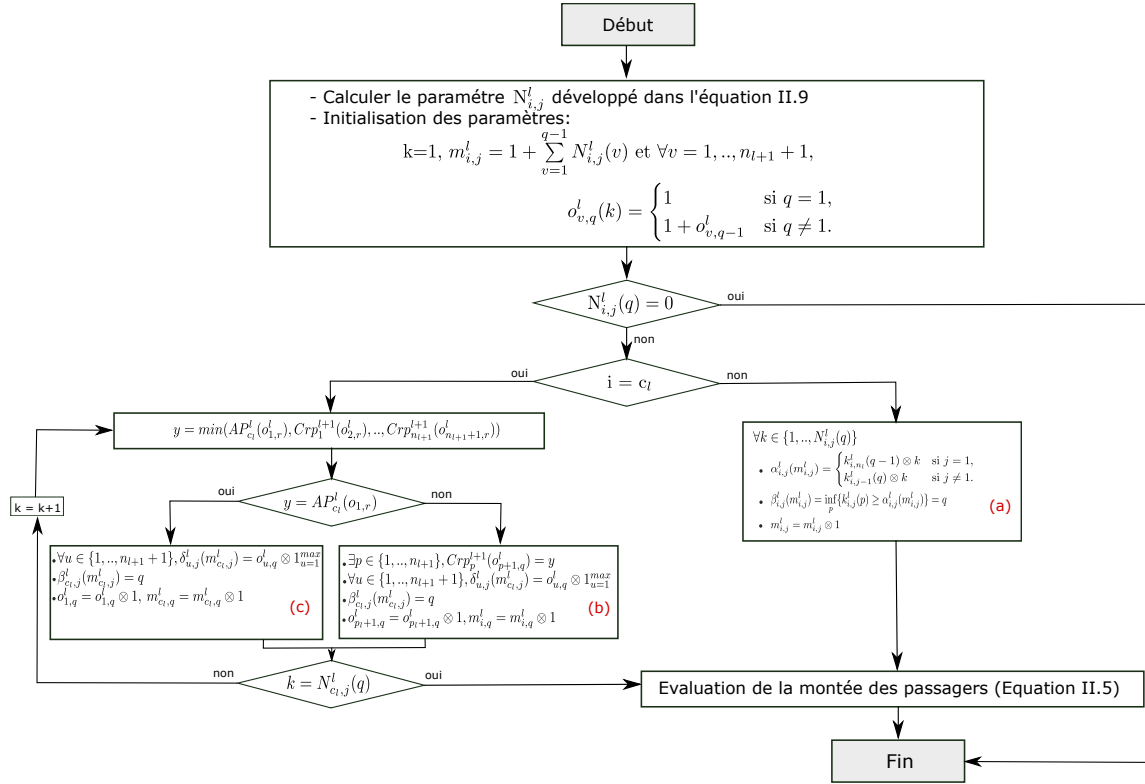 Début
- Calculer le paramétre N^l_{i,j} développé dans l'équation II.9
- Initialisation des paramètres:
k=1, m^l_{i,j} = 1 + \sum_{v=1}^{q-1} N^l_{i,j}(v) et ∀v = 1, .., n_{l+1} + 1,
o^l_{v,q}(k) = { 1 si q = 1,
1 + o^l_{v,q-1} si q ≠ 1.
N^l_{i,j}(q) = 0
oui
non
i = c_l
oui
non
y = min(AP^l_{c_l}(o^l_{1,r}), Crp^{l+1}_1(o^l_{2,r}), .., Crp^{l+1}_{n_{l+1}}(o^l_{n_{l+1}+1,r}))
∀k ∈ {1, .., N^l_{i,j}(q)}
• α^l_{i,j}(m^l_{i,j}) = { k^l_{i,n_l}(q − 1) ⊗ k si j = 1,
k^l_{i,j−1}(q) ⊗ k si j ≠ 1.
• β^l_{i,j}(m^l_{i,j}) = inf_p {k^l_{i,j}(p) ≥ α^l_{i,j}(m^l_{i,j})} = q
• m^l_{i,j} = m^l_{i,j} ⊗ 1
(a)
k = k+1
oui
y = AP^l_{c_l}(o_{1,r})
non
•∀u ∈ {1, .., n_{l+1} + 1}, δ^l_{u,j}(m^l_{c_l,j}) = o^l_{u,q} ⊗ 1^{max}_{u=1}
•β^l_{c_l,j}(m^l_{c_l,j}) = q
•o^l_{1,q} = o^l_{1,q} ⊗ 1, m^l_{c_l,q} = m^l_{c_l,q} ⊗ 1
(c)
•∃p ∈ {1, .., n_{l+1}}, Crp^{l+1}_p(o^l_{p+1,q}) = y
•∀u ∈ {1, .., n_{l+1} + 1}, δ^l_{u,j}(m^l_{c_l,j}) = o^l_{u,q} ⊗ 1^{max}_{u=1}
•β^l_{c_l,j}(m^l_{c_l,j}) = q
•o^l_{p_l+1,q} = o^l_{p_l+1,q} ⊗ 1, m^l_{i,q} = m^l_{i,q} ⊗ 1
(b)
non
k = N^l_{c_l,j}(q)
oui
Evaluation de la montée des passagers (Equation II.5)
Fin